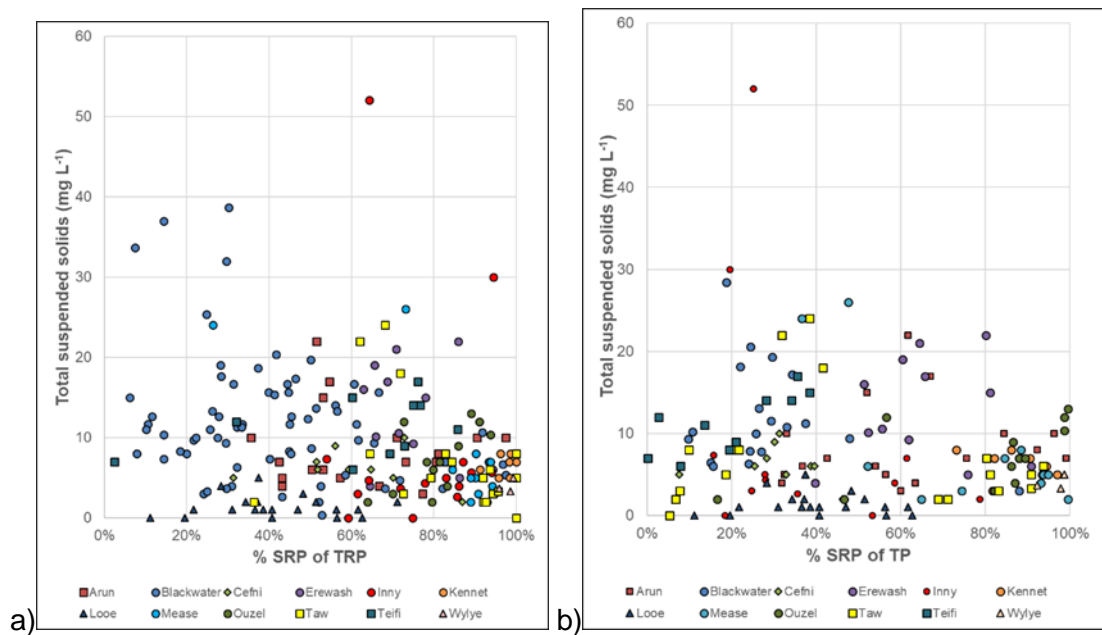 a)
Total suspended solids (mg L⁻¹)
60
50
40
30
20
10
0
0% 20% 40% 60% 80% 100%
% SRP of TRP
Arun Blackwater Cefni Erewash Inny Kennet
Looe Mease Ouzel Taw Teifi Wylye
b)
Total suspended solids (mg L⁻¹)
60
50
40
30
20
10
0
0% 20% 40% 60% 80% 100%
% SRP of TP
Arun Blackwater Cefni Erewash Inny Kennet
Looe Mease Ouzel Taw Teifi Wylye